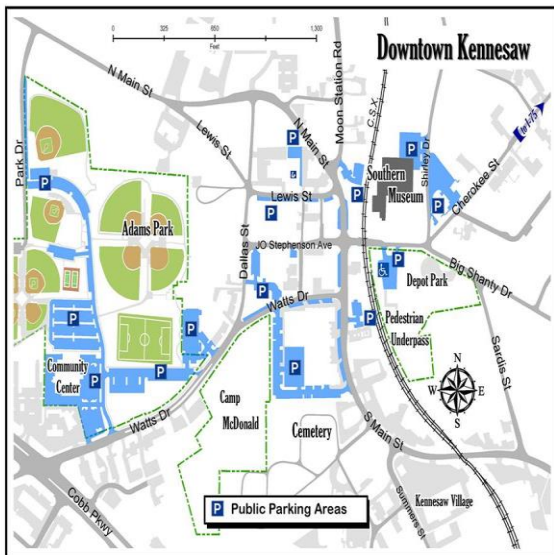 0 325 650 1,300
Feet
Downtown Kennesaw
N Main St
Moon Station Rd
C.S.X.
to I-75
Park Dr
Lewis St
N Main St
P
P
Shirley Dr
Southern
Museum
Cherokee St
P
P
Lewis St
P
P
Adams Park
Dallas St
JO Stephenson Ave
P
Depot Park
Big Shanty Dr
P
Watts Dr
P
P
P
Pedestrian
Underpass
Sardis St
Community
Center
P
P
P
N
W E
S
Watts Dr
Camp
McDonald
Cemetery
S Main St
Cobb Pkwy
Kennesaw Village
Summers St
P Public Parking Areas